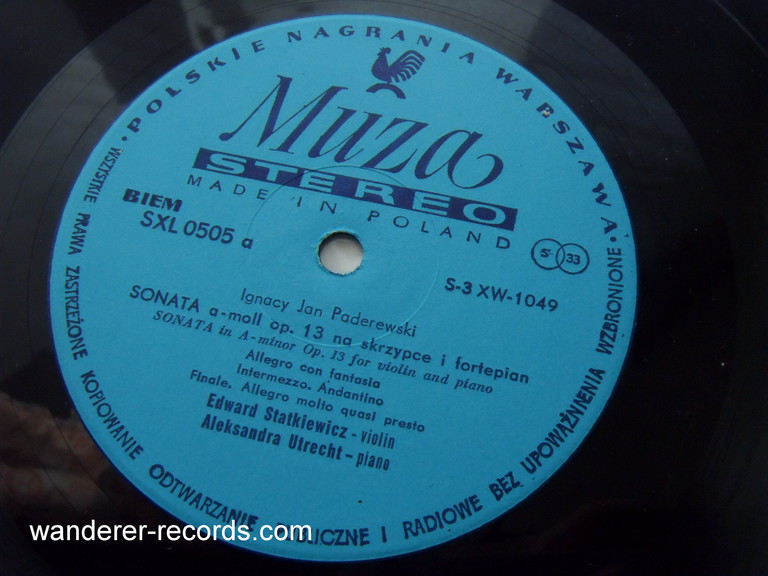 POLSKIE NAGRANIA WARSZAWA
Muza
STEREO
MADE IN POLAND
BIEM
SXL 0505 a
S 33
S-3 XW-1049
Ignacy Jan Paderewski
SONATA a-moll op. 13 na skrzypce i fortepian
SONATA in A-minor Op. 13 for violin and piano
Allegro con fantasia
Intermezzo. Andantino
Finale. Allegro molto quasi presto
Edward Statkiewicz - violin
Aleksandra Utrecht - piano
WSZYSTKIE PRAWA ZASTRZEŻONE KOPIOWANIE ODTWARZANIE PUBLICZNE I RADIOWE BEZ UPOWAŻNIENIA WZBRONIONE
wanderer-records.com